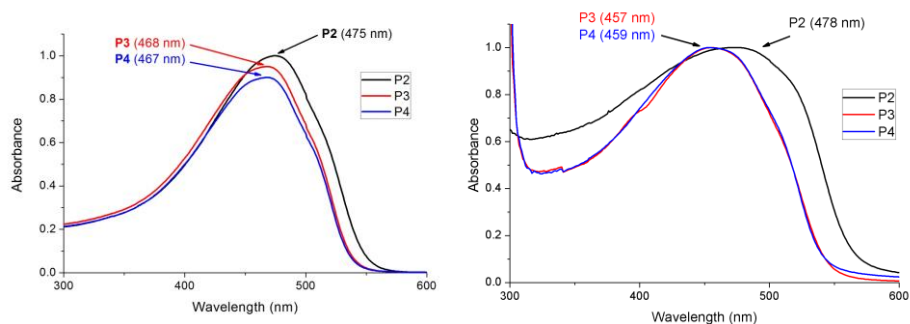 P3 (468 nm)
P4 (467 nm)
P2 (475 nm)
P2
P3
P4
Absorbance
1.0
0.8
0.6
0.4
0.2
0.0
300
400
500
600
Wavelength (nm)
P3 (457 nm)
P4 (459 nm)
P2 (478 nm)
P2
P3
P4
Absorbance
1.0
0.8
0.6
0.4
0.2
0.0
300
400
500
600
Wavelength (nm)